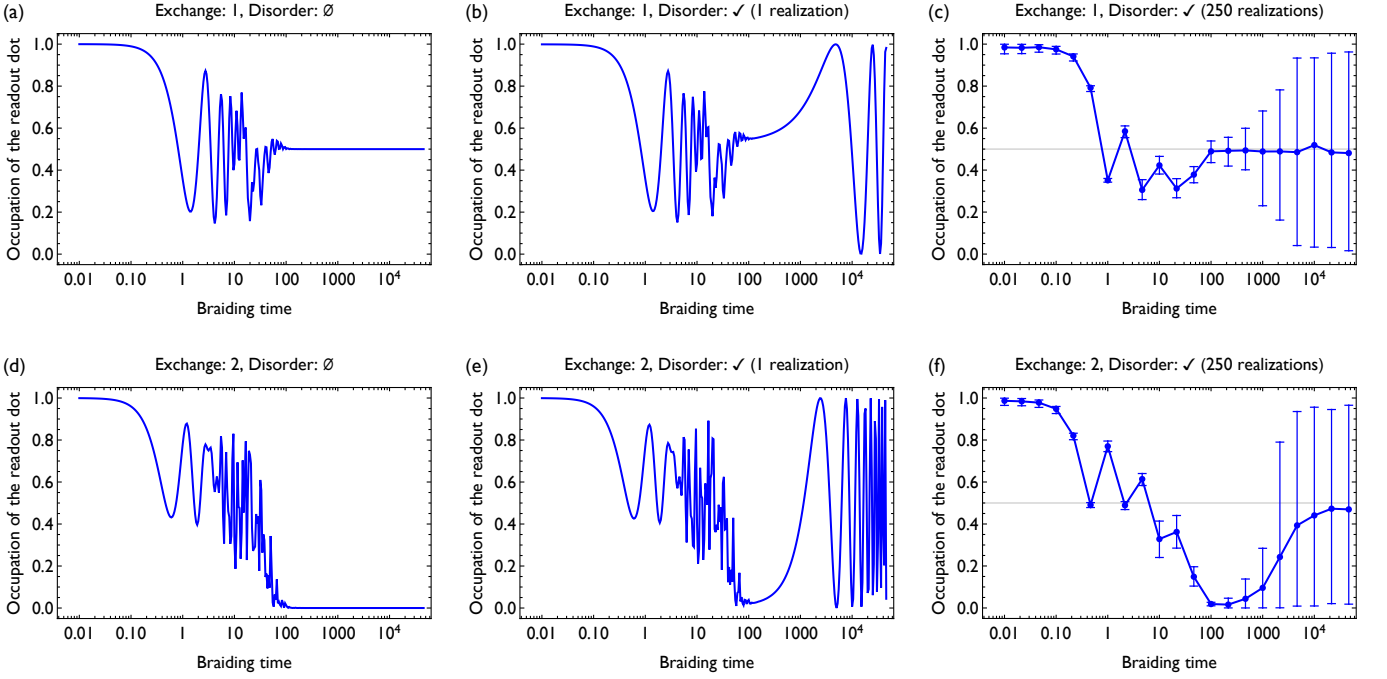 (a) Exchange: 1, Disorder: Ø
Occupation of the readout dot
1.0
0.8
0.6
0.4
0.2
0.0
0.01 0.10 1 10 100 1000 10⁴
Braiding time
(b) Exchange: 1, Disorder: ✓ (1 realization)
Occupation of the readout dot
1.0
0.8
0.6
0.4
0.2
0.0
0.01 0.10 1 10 100 1000 10⁴
Braiding time
(c) Exchange: 1, Disorder: ✓ (250 realizations)
Occupation of the readout dot
1.0
0.8
0.6
0.4
0.2
0.0
0.01 0.10 1 10 100 1000 10⁴
Braiding time
(d) Exchange: 2, Disorder: Ø
Occupation of the readout dot
1.0
0.8
0.6
0.4
0.2
0.0
0.01 0.10 1 10 100 1000 10⁴
Braiding time
(e) Exchange: 2, Disorder: ✓ (1 realization)
Occupation of the readout dot
1.0
0.8
0.6
0.4
0.2
0.0
0.01 0.10 1 10 100 1000 10⁴
Braiding time
(f) Exchange: 2, Disorder: ✓ (250 realizations)
Occupation of the readout dot
1.0
0.8
0.6
0.4
0.2
0.0
0.01 0.10 1 10 100 1000 10⁴
Braiding time